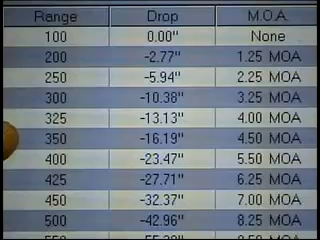 Range Drop M.O.A.
100 0.00" None
200 -2.77" 1.25 MOA
250 -5.94" 2.25 MOA
300 -10.38" 3.25 MOA
325 -13.13" 4.00 MOA
350 -16.19" 4.50 MOA
400 -23.47" 5.50 MOA
425 -27.71" 6.25 MOA
450 -32.37" 7.00 MOA
500 -42.96" 8.25 MOA